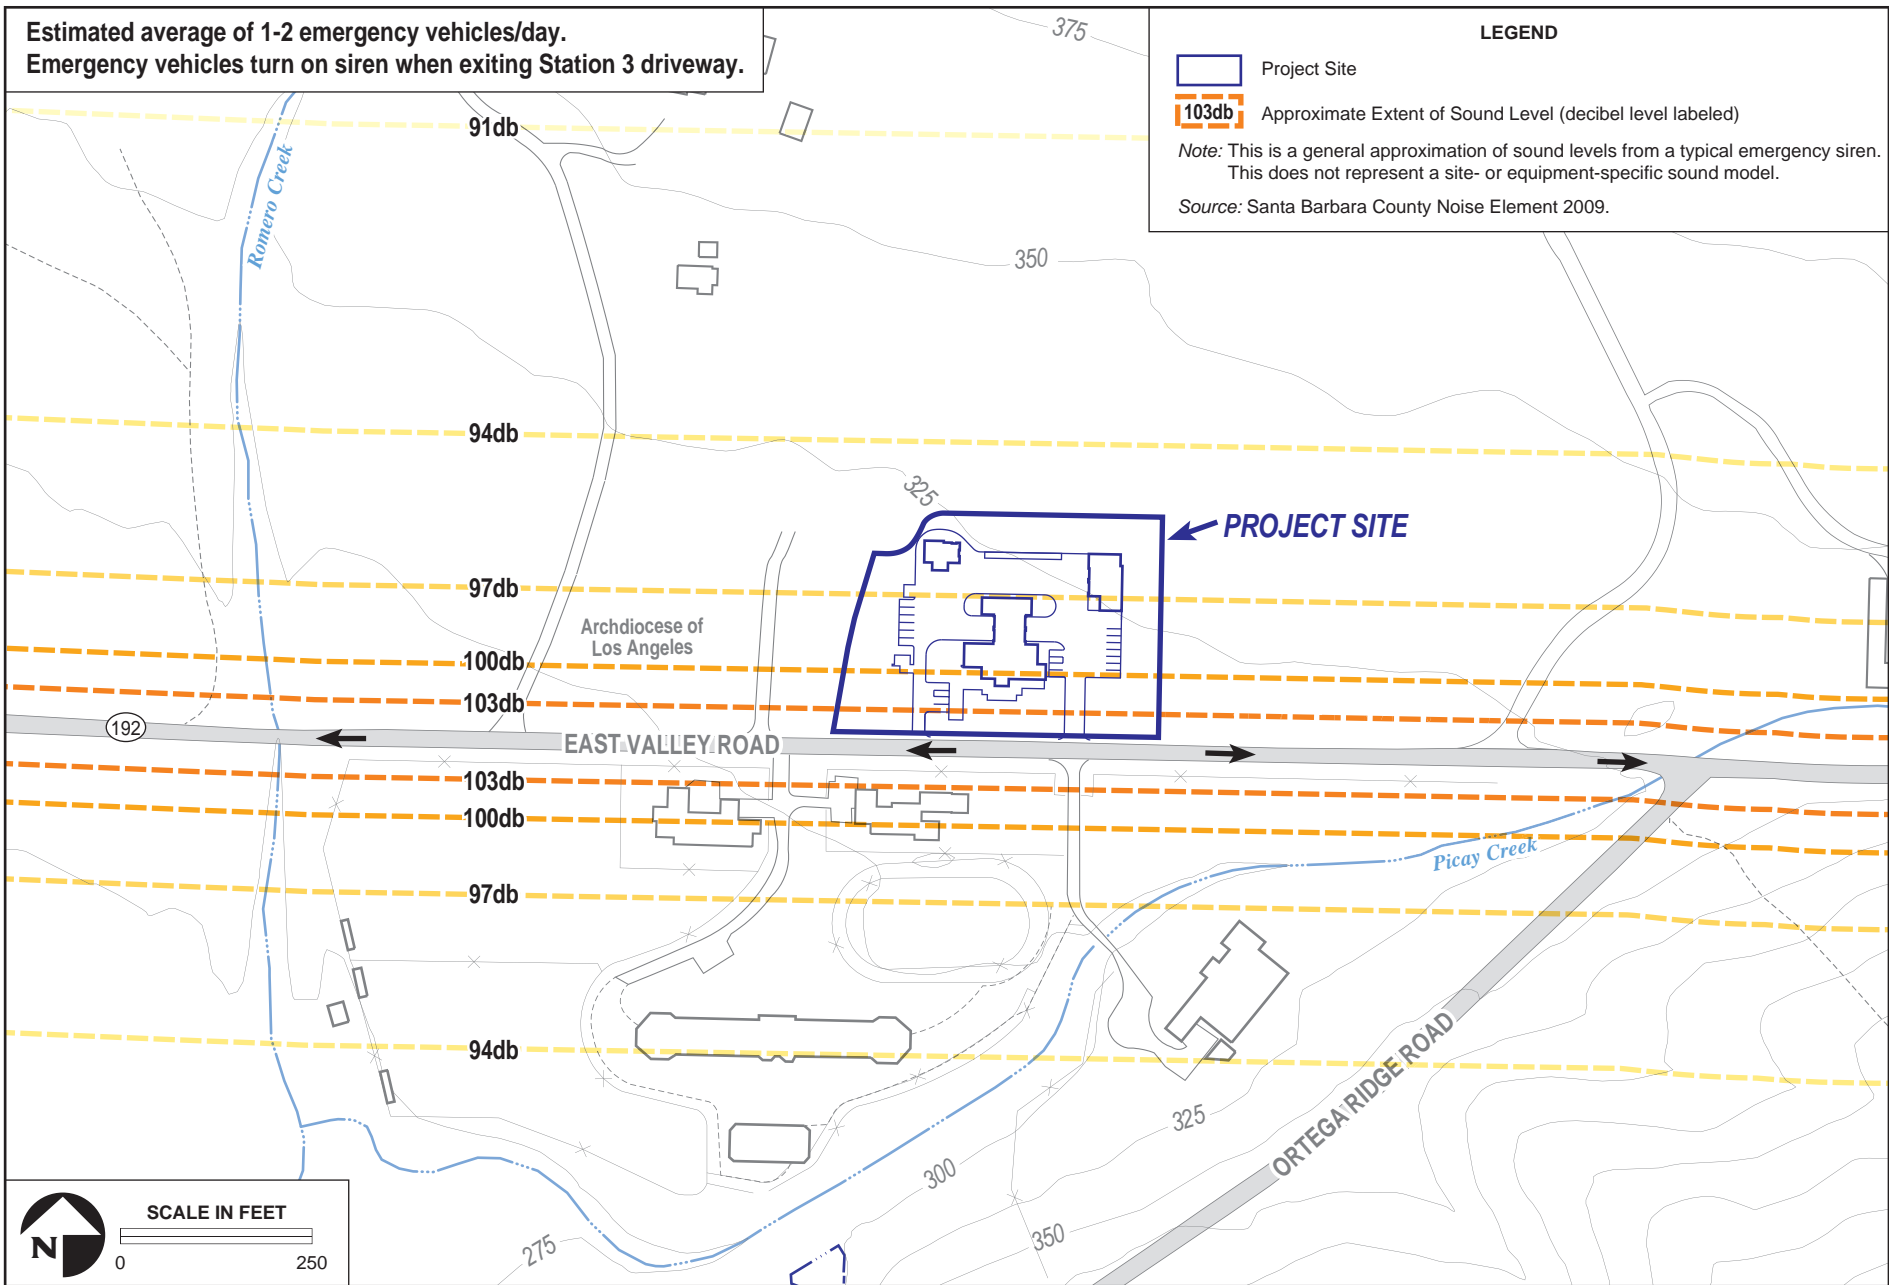 Estimated average of 1-2 emergency vehicles/day.
Emergency vehicles turn on siren when exiting Station 3 driveway.
LEGEND
Project Site
103db Approximate Extent of Sound Level (decibel level labeled)
Note: This is a general approximation of sound levels from a typical emergency siren.
This does not represent a site- or equipment-specific sound model.
Source: Santa Barbara County Noise Element 2009.
375
91db
Romero Creek
350
94db
325
PROJECT SITE
97db
Archdiocese of
Los Angeles
100db
103db
192
EAST VALLEY ROAD
103db
100db
Picay Creek
97db
94db
ORTEGA RIDGE ROAD
325
300
350
275
SCALE IN FEET
N
0 250